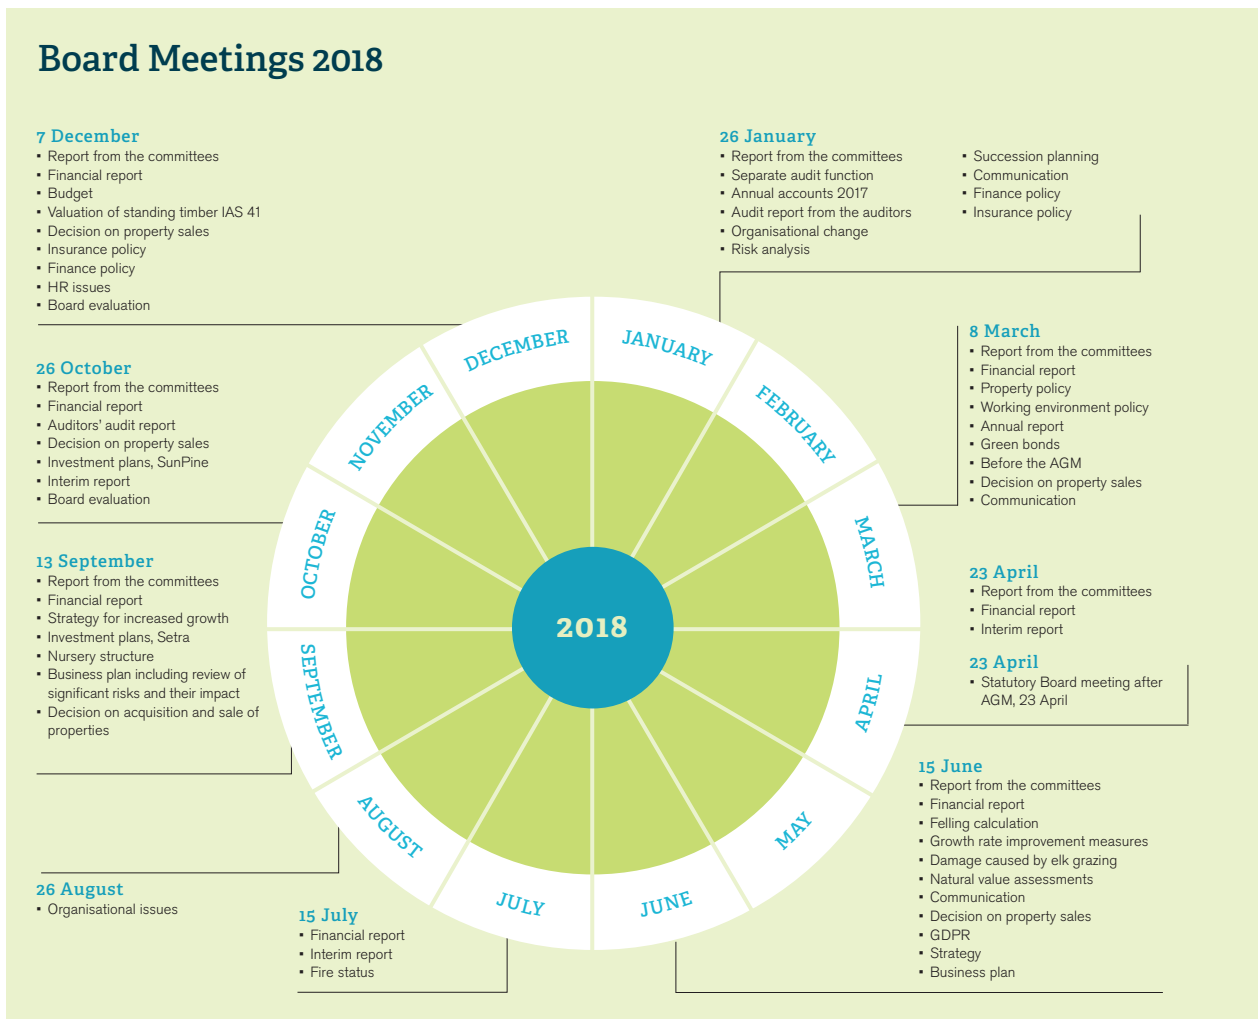 Board Meetings 2018
7 December
▪ Report from the committees
▪ Financial report
▪ Budget
▪ Valuation of standing timber IAS 41
▪ Decision on property sales
▪ Insurance policy
▪ Finance policy
▪ HR issues
▪ Board evaluation
26 October
▪ Report from the committees
▪ Financial report
▪ Auditors' audit report
▪ Decision on property sales
▪ Investment plans, SunPine
▪ Interim report
▪ Board evaluation
13 September
▪ Report from the committees
▪ Financial report
▪ Strategy for increased growth
▪ Investment plans, Setra
▪ Nursery structure
▪ Business plan including review of
significant risks and their impact
▪ Decision on acquisition and sale of
properties
26 August
▪ Organisational issues
15 July
▪ Financial report
▪ Interim report
▪ Fire status
26 January
▪ Report from the committees
▪ Separate audit function
▪ Annual accounts 2017
▪ Audit report from the auditors
▪ Organisational change
▪ Risk analysis
▪ Succession planning
▪ Communication
▪ Finance policy
▪ Insurance policy
8 March
▪ Report from the committees
▪ Financial report
▪ Property policy
▪ Working environment policy
▪ Annual report
▪ Green bonds
▪ Before the AGM
▪ Decision on property sales
▪ Communication
23 April
▪ Report from the committees
▪ Financial report
▪ Interim report
23 April
▪ Statutory Board meeting after
AGM, 23 April
15 June
▪ Report from the committees
▪ Financial report
▪ Felling calculation
▪ Growth rate improvement measures
▪ Damage caused by elk grazing
▪ Natural value assessments
▪ Communication
▪ Decision on property sales
▪ GDPR
▪ Strategy
▪ Business plan
JANUARY
FEBRUARY
MARCH
APRIL
MAY
JUNE
JULY
AUGUST
SEPTEMBER
OCTOBER
NOVEMBER
DECEMBER
2018